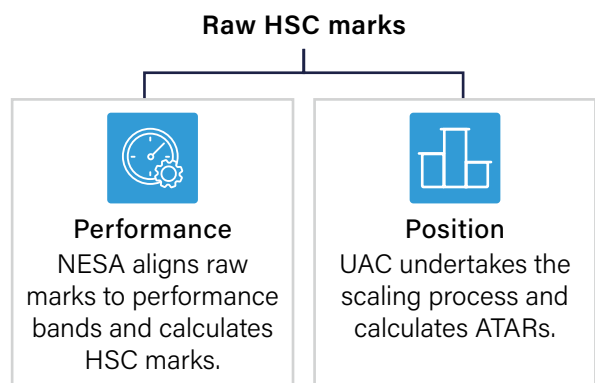 Raw HSC marks
Performance
NESA aligns raw
marks to performance
bands and calculates
HSC marks.
Position
UAC undertakes the
scaling process and
calculates ATARs.